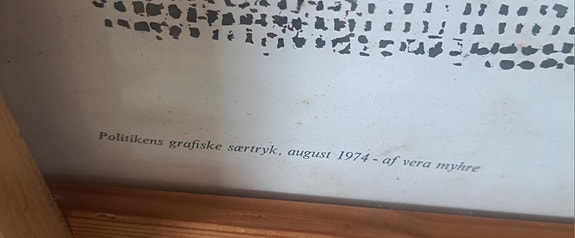 Politikens grafiske særtryk, august 1974 - af vera myhre